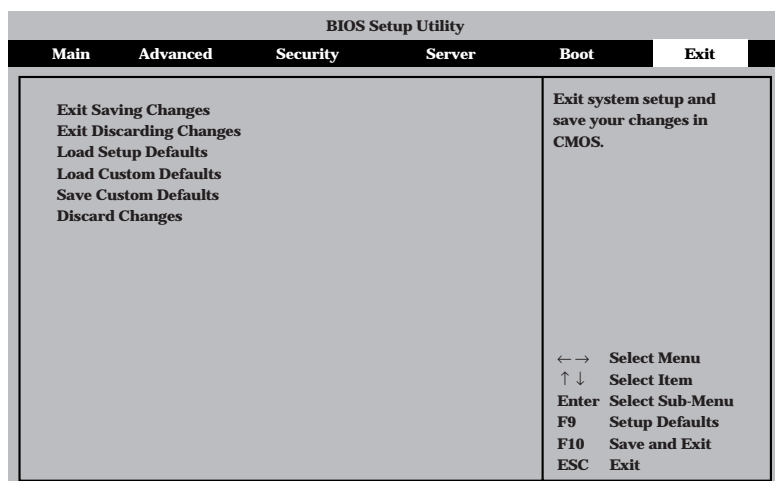 BIOS Setup Utility
Main Advanced Security Server Boot Exit
Exit Saving Changes
Exit Discarding Changes
Load Setup Defaults
Load Custom Defaults
Save Custom Defaults
Discard Changes
Exit system setup and
save your changes in
CMOS.
←→ Select Menu
↑↓ Select Item
Enter Select Sub-Menu
F9 Setup Defaults
F10 Save and Exit
ESC Exit